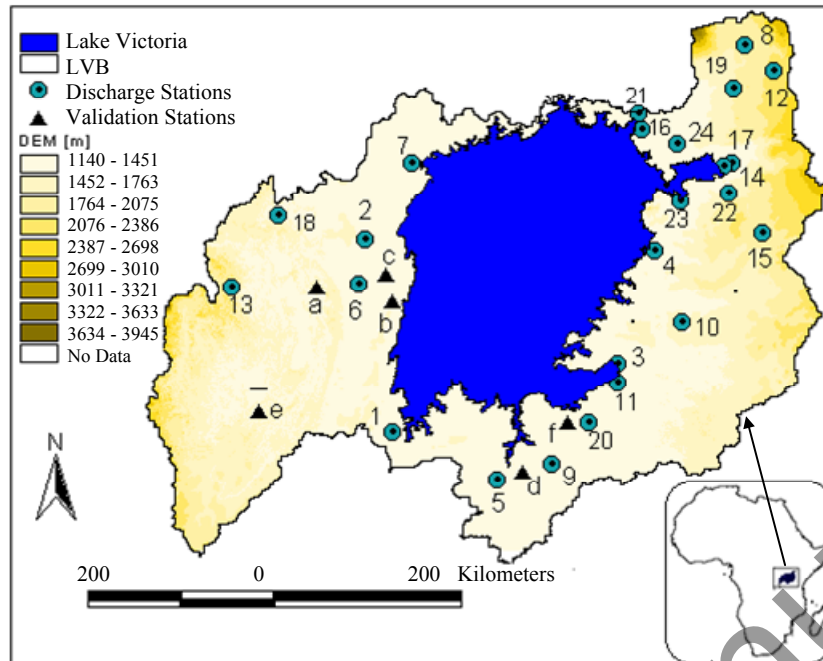 Lake Victoria
LVB
Discharge Stations
Validation Stations
DEM [m]
1140 - 1451
1452 - 1763
1764 - 2075
2076 - 2386
2387 - 2698
2699 - 3010
3011 - 3321
3322 - 3633
3634 - 3945
No Data
8
19
12
21
16
24
17
14
7
22
23
18
2
15
4
c
13
a
6
b
10
3
11
e
1
f
20
N
d
9
5
200 0 200 Kilometers